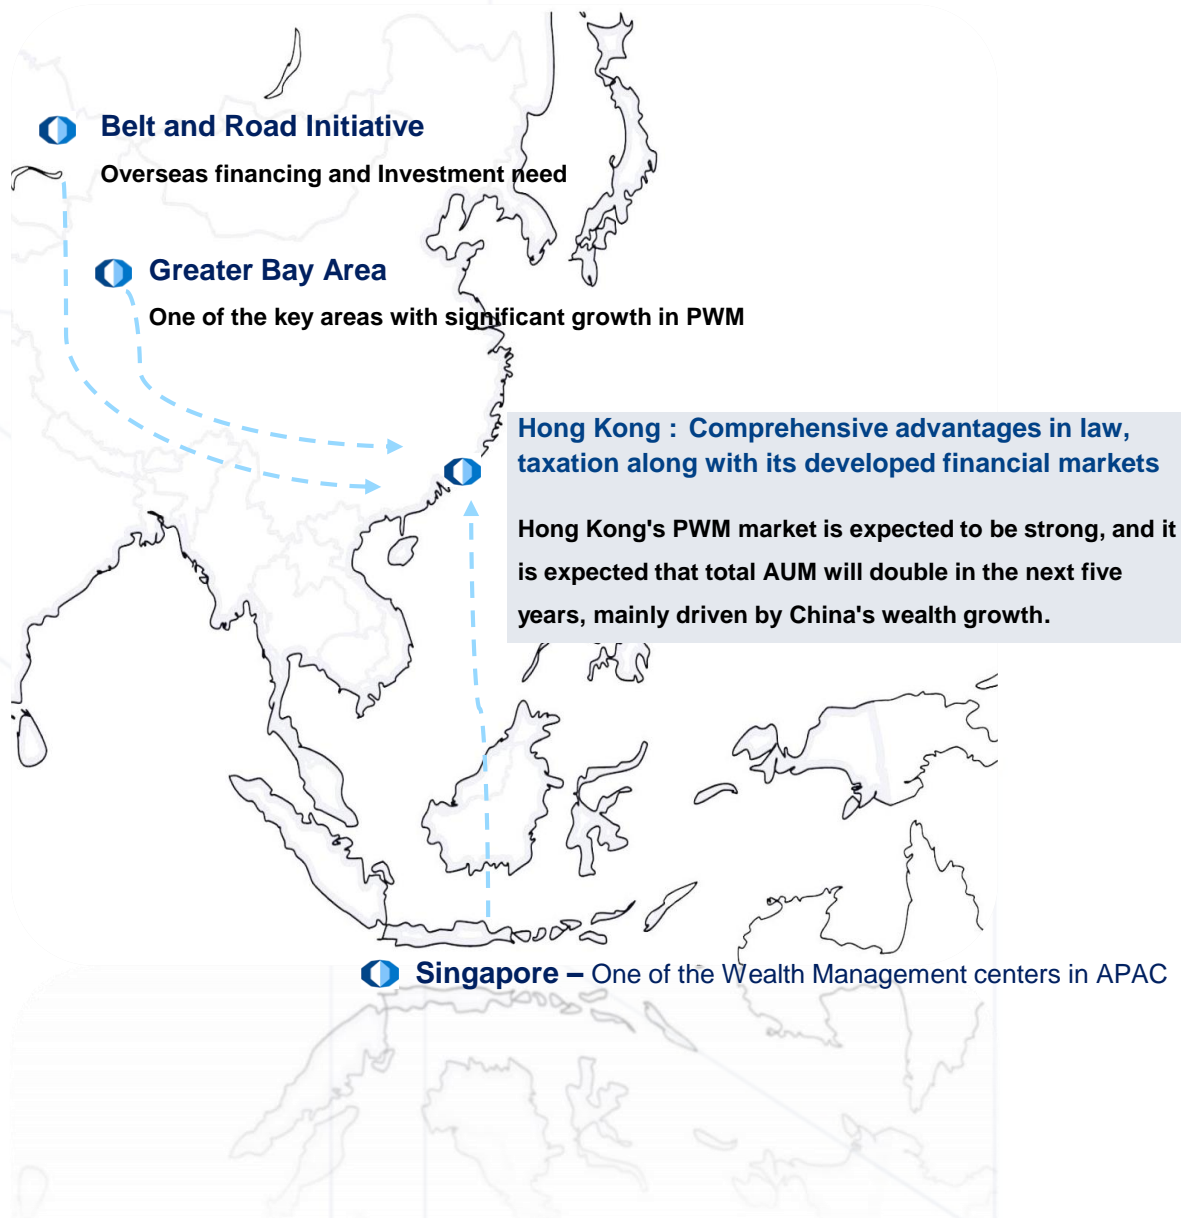 Belt and Road Initiative
Overseas financing and Investment need
Greater Bay Area
One of the key areas with significant growth in PWM
Hong Kong : Comprehensive advantages in law,
taxation along with its developed financial markets
Hong Kong's PWM market is expected to be strong, and it
is expected that total AUM will double in the next five
years, mainly driven by China's wealth growth.
Singapore – One of the Wealth Management centers in APAC